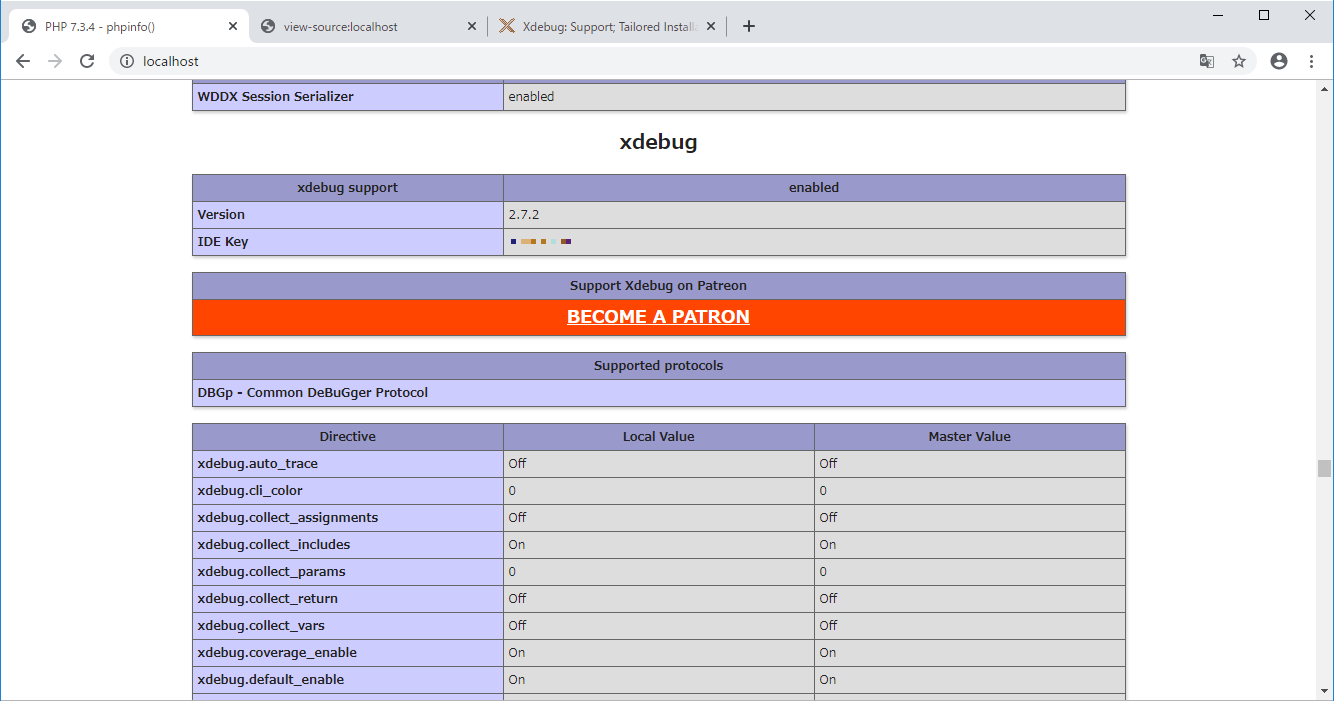 PHP 7.3.4 - phpinfo()
view-source:localhost
Xdebug: Support; Tailored Installa
localhost
WDDX Session Serializer enabled
xdebug
xdebug support enabled
Version 2.7.2
IDE Key
Support Xdebug on Patreon
BECOME A PATRON
Supported protocols
DBGp - Common DeBuGger Protocol
Directive Local Value Master Value
xdebug.auto_trace Off Off
xdebug.cli_color 0 0
xdebug.collect_assignments Off Off
xdebug.collect_includes On On
xdebug.collect_params 0 0
xdebug.collect_return Off Off
xdebug.collect_vars Off Off
xdebug.coverage_enable On On
xdebug.default_enable On On